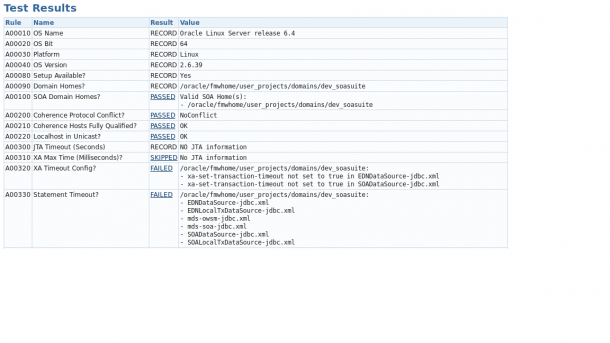 Test Results
Rule Name Result Value
A00010 OS Name RECORD Oracle Linux Server release 6.4
A00020 OS Bit RECORD 64
A00030 Platform RECORD Linux
A00040 OS Version RECORD 2.6.39
A00080 Setup Available? RECORD Yes
A00090 Domain Homes? RECORD /oracle/fmwhome/user_projects/domains/dev_soasuite
A00100 SOA Domain Homes? PASSED Valid SOA Home(s):
- /oracle/fmwhome/user_projects/domains/dev_soasuite
A00200 Coherence Protocol Conflict? PASSED NoConflict
A00210 Coherence Hosts Fully Qualified? PASSED OK
A00220 Localhost in Unicast? PASSED OK
A00300 JTA Timeout (Seconds) RECORD NO JTA information
A00310 XA Max Time (Milliseconds)? SKIPPED No JTA information
A00320 XA Timeout Config? FAILED /oracle/fmwhome/user_projects/domains/dev_soasuite:
- xa-set-transaction-timeout not set to true in EDNDataSource-jdbc.xml
- xa-set-transaction-timeout not set to true in SOADataSource-jdbc.xml
A00330 Statement Timeout? FAILED /oracle/fmwhome/user_projects/domains/dev_soasuite:
- EDNDataSource-jdbc.xml
- EDNLocalTxDataSource-jdbc.xml
- mds-owsm-jdbc.xml
- mds-soa-jdbc.xml
- SOADataSource-jdbc.xml
- SOALocalTxDataSource-jdbc.xml